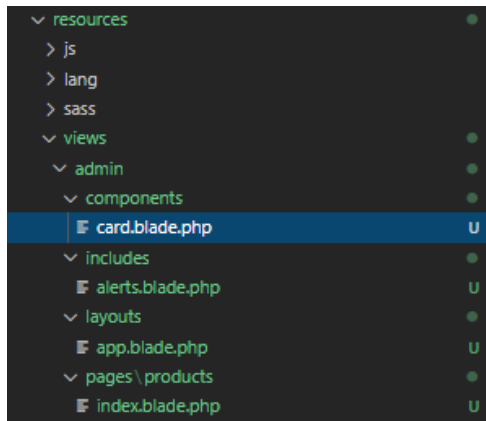 resources
js
lang
sass
views
admin
components
card.blade.php U
includes
alerts.blade.php U
layouts
app.blade.php U
pages\products
index.blade.php U